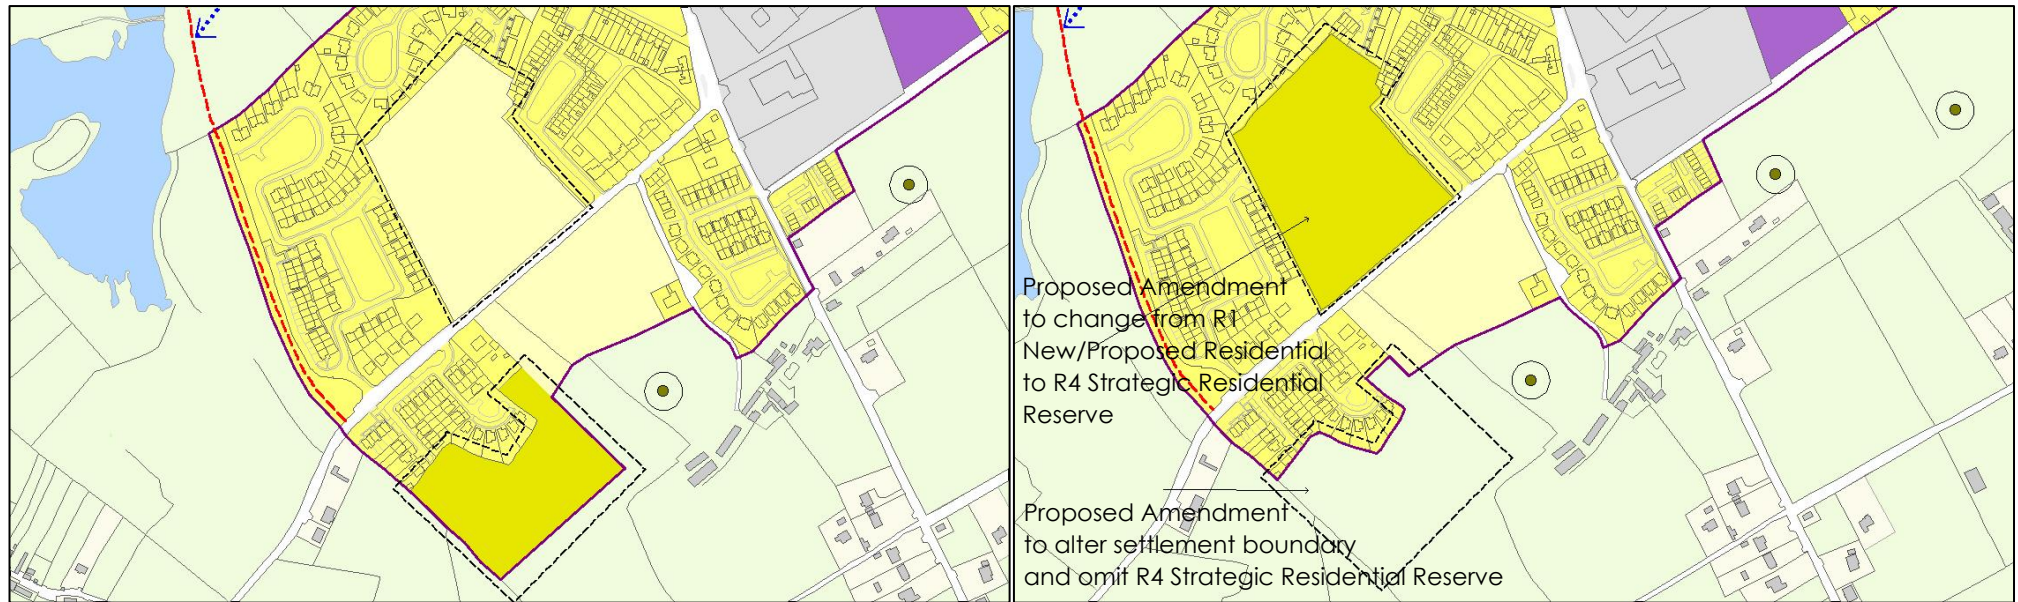 Proposed Amendment
to change from R1
New/Proposed Residential
to R4 Strategic Residential
Reserve
Proposed Amendment
to alter settlement boundary
and omit R4 Strategic Residential Reserve